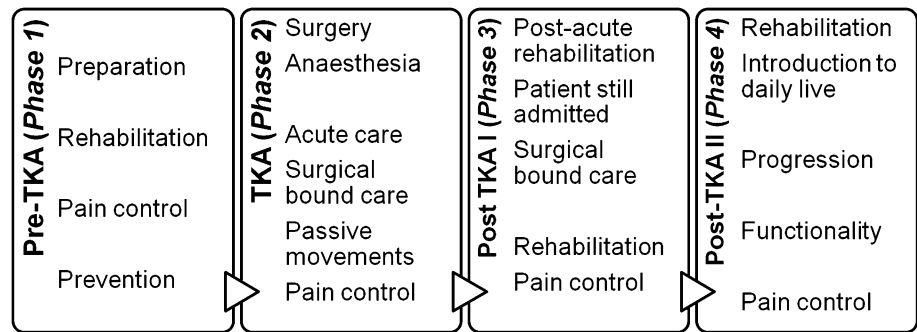 Pre-TKA (Phase 1)
Preparation
Rehabilitation
Pain control
Prevention
TKA (Phase 2)
Surgery
Anaesthesia
Acute care
Surgical
bound care
Passive
movements
Pain control
Post TKA I (Phase 3)
Post-acute
rehabilitation
Patient still
admitted
Surgical
bound care
Rehabilitation
Pain control
Post-TKA II (Phase 4)
Rehabilitation
Introduction to
daily live
Progression
Functionality
Pain control